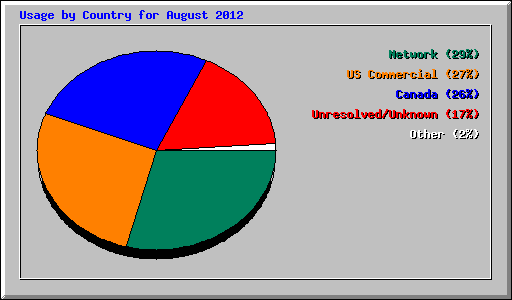 Usage by Country for August 2012
Network (29%)
US Commercial (27%)
Canada (26%)
Unresolved/Unknown (17%)
Other (2%)